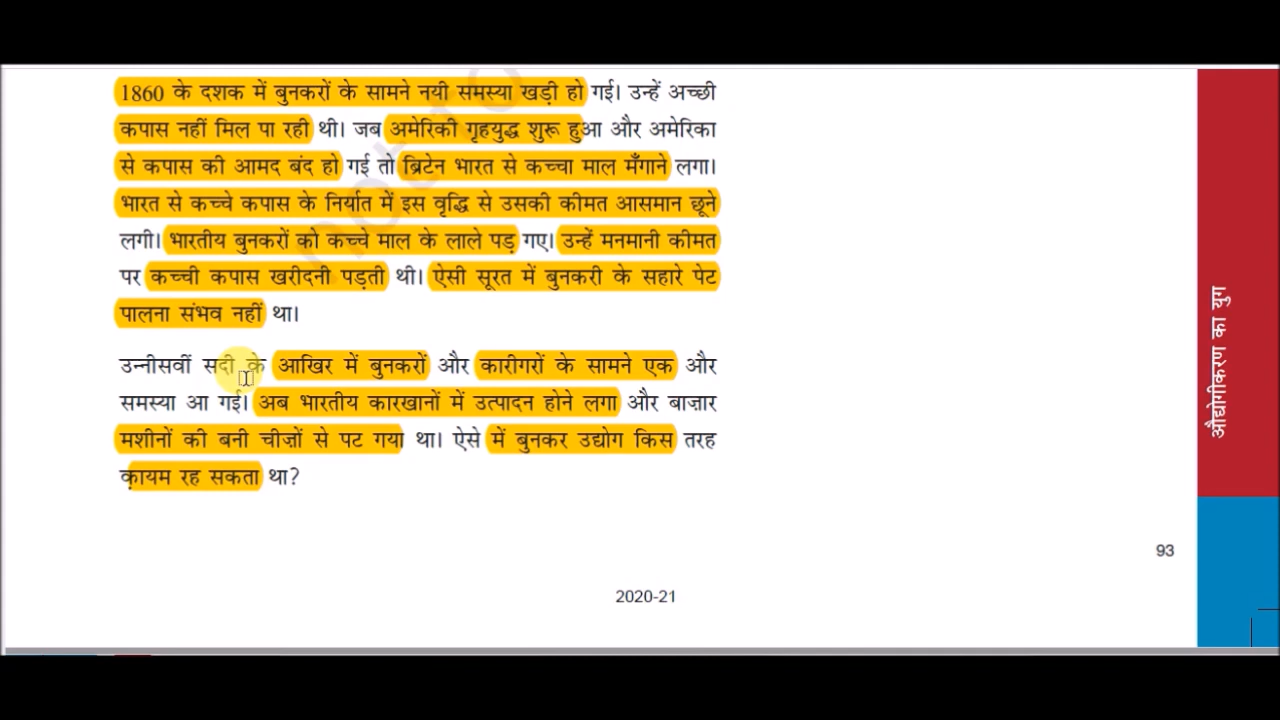 1860 के दशक में बुनकरों के सामने नयी समस्या खड़ी हो गई। उन्हें अच्छी
कपास नहीं मिल पा रही थी। जब अमेरिकी गृहयुद्ध शुरू हुआ और अमेरिका
से कपास की आमद बंद हो गई तो ब्रिटेन भारत से कच्चा माल मँगाने लगा।
भारत से कच्चे कपास के निर्यात में इस वृद्धि से उसकी कीमत आसमान छूने
लगी। भारतीय बुनकरों को कच्चे माल के लाले पड़ गए। उन्हें मनमानी कीमत
पर कच्ची कपास खरीदनी पड़ती थी। ऐसी सूरत में बुनकरी के सहारे पेट
पालना संभव नहीं था।
उन्नीसवीं सदी के आखिर में बुनकरों और कारीगरों के सामने एक और
समस्या आ गई। अब भारतीय कारखानों में उत्पादन होने लगा और बाज़ार
मशीनों की बनी चीज़ों से पट गया था। ऐसे में बुनकर उद्योग किस तरह
क़ायम रह सकता था?
औद्योगीकरण का युग
93
2020-21